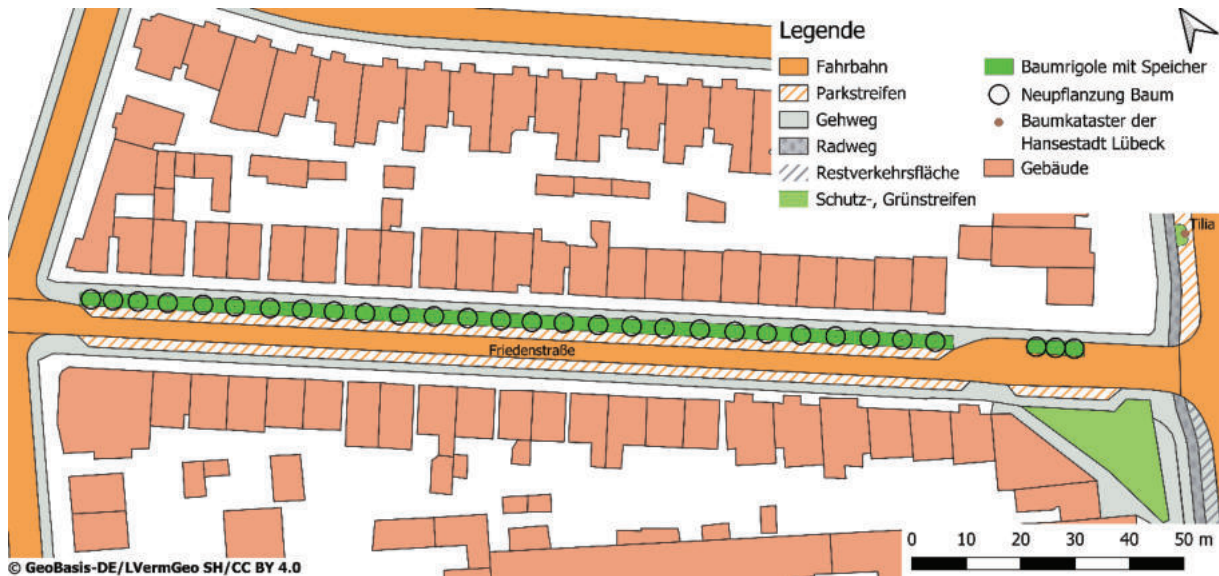 Legende
Fahrbahn
Parkstreifen
Gehweg
Radweg
Restverkehrsfläche
Schutz-, Grünstreifen
Baumrigole mit Speicher
Neupflanzung Baum
Baumkataster der
Hansestadt Lübeck
Gebäude
Tilia
Friedenstraße
0 10 20 30 40 50 m
© GeoBasis-DE/LVermGeo SH/CC BY 4.0